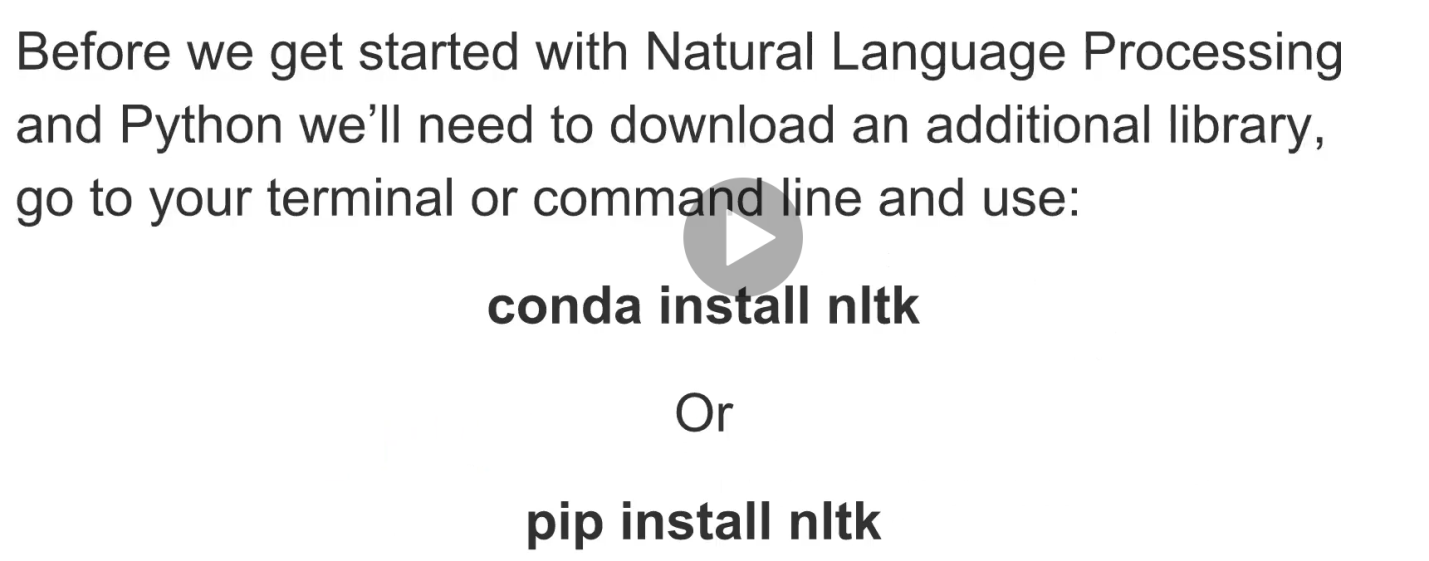 Before we get started with Natural Language Processing
and Python we’ll need to download an additional library,
go to your terminal or command line and use:
conda install nltk
Or
pip install nltk